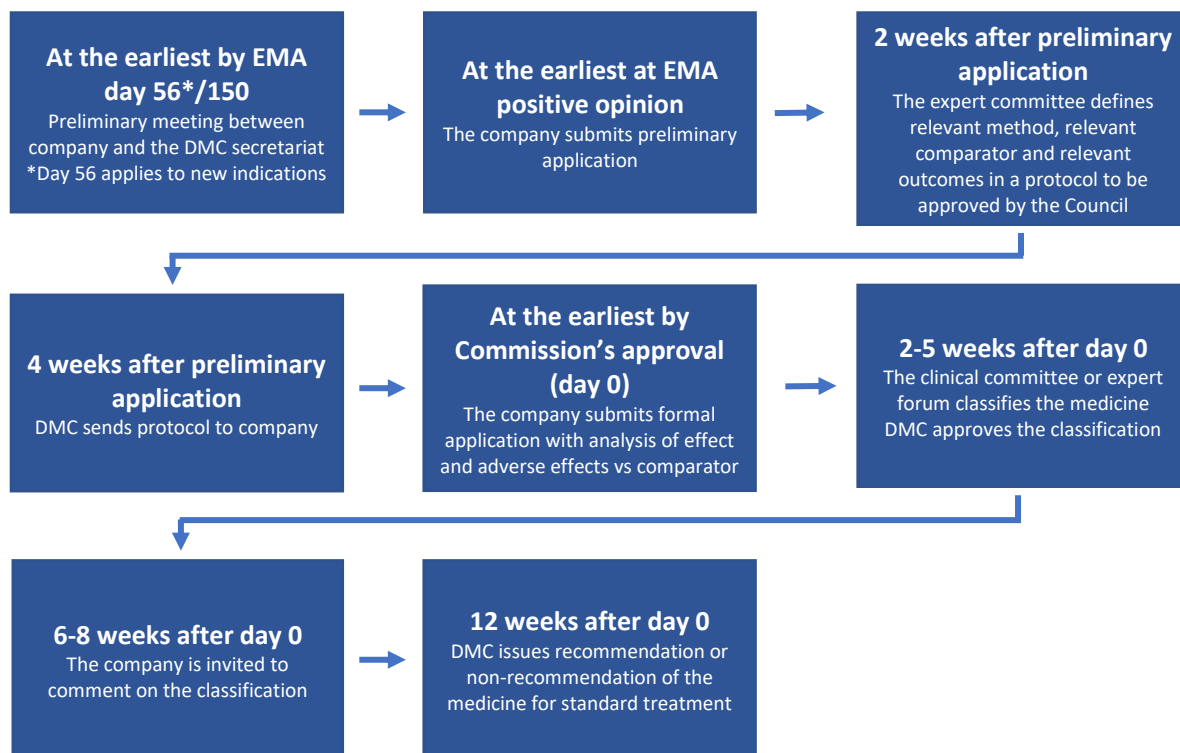 At the earliest by EMA
day 56*/150
Preliminary meeting between
company and the DMC secretariat
*Day 56 applies to new indications
At the earliest at EMA
positive opinion
The company submits preliminary
application
2 weeks after preliminary
application
The expert committee defines
relevant method, relevant
comparator and relevant
outcomes in a protocol to be
approved by the Council
4 weeks after preliminary
application
DMC sends protocol to company
At the earliest by
Commission’s approval
(day 0)
The company submits formal
application with analysis of effect
and adverse effects vs comparator
2-5 weeks after day 0
The clinical committee or expert
forum classifies the medicine
DMC approves the classification
6-8 weeks after day 0
The company is invited to
comment on the classification
12 weeks after day 0
DMC issues recommendation or
non-recommendation of the
medicine for standard treatment